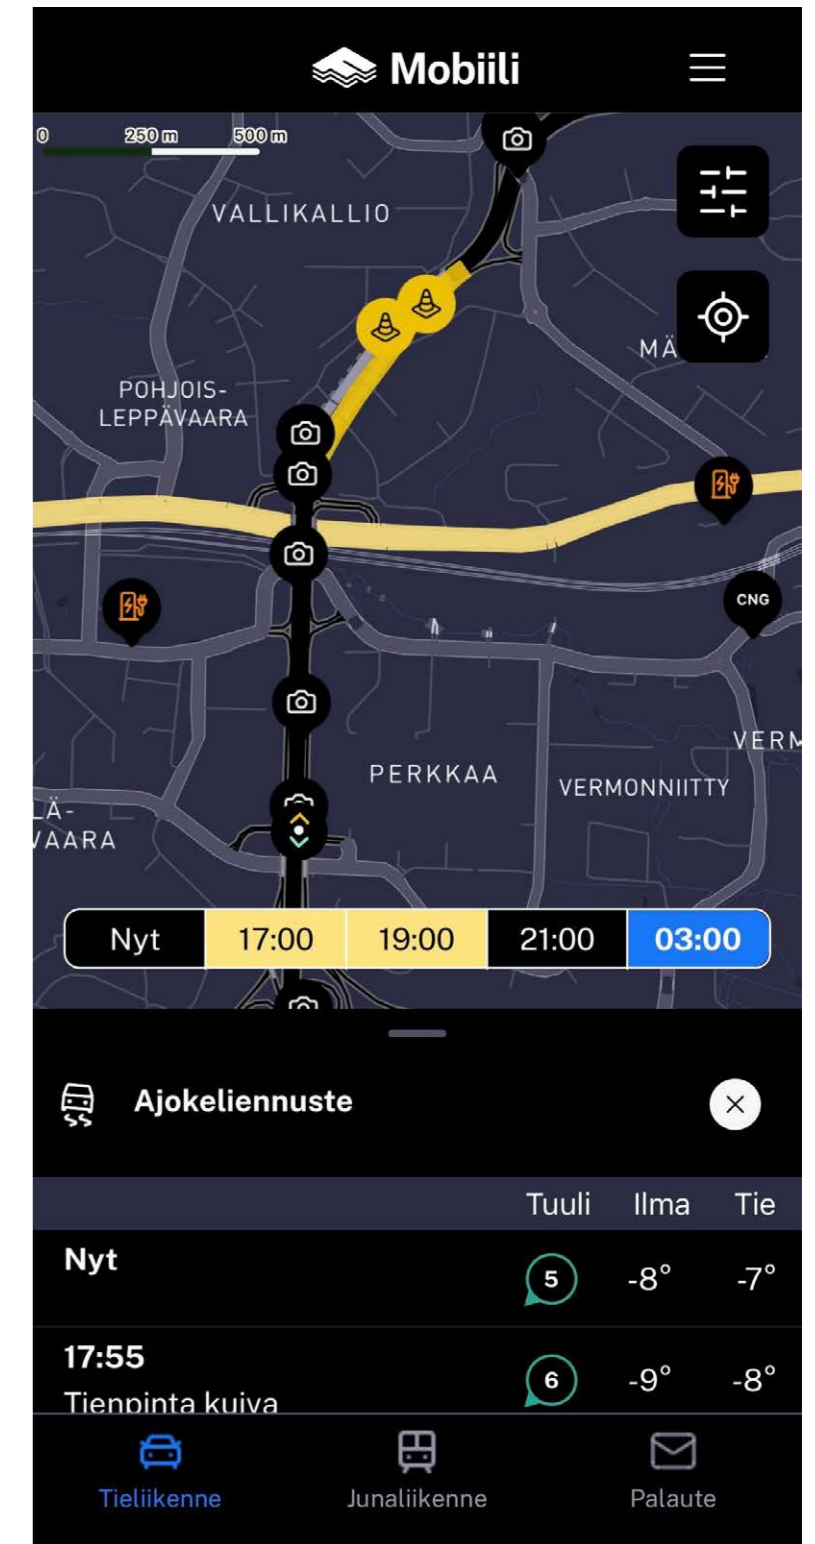 Mobiili
0 250 m 500 m
VALLIKALLIO
MÄ
POHJOIS-
LEPPÄVAARA
CNG
VERM
PERKKAA
VERMONNIITTY
LÄ-
VAARA
Nyt 17:00 19:00 21:00 03:00
Ajokeliennuste
Tuuli Ilma Tie
Nyt
5 -8° -7°
17:55
6 -9° -8°
Tienpinta kuiva
Tieliikenne Junaliikenne Palaute